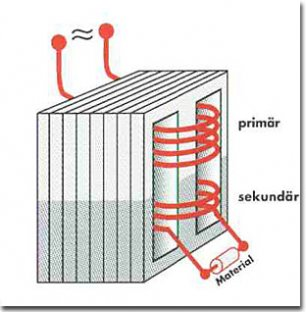 ≈
primär
sekundär
Material